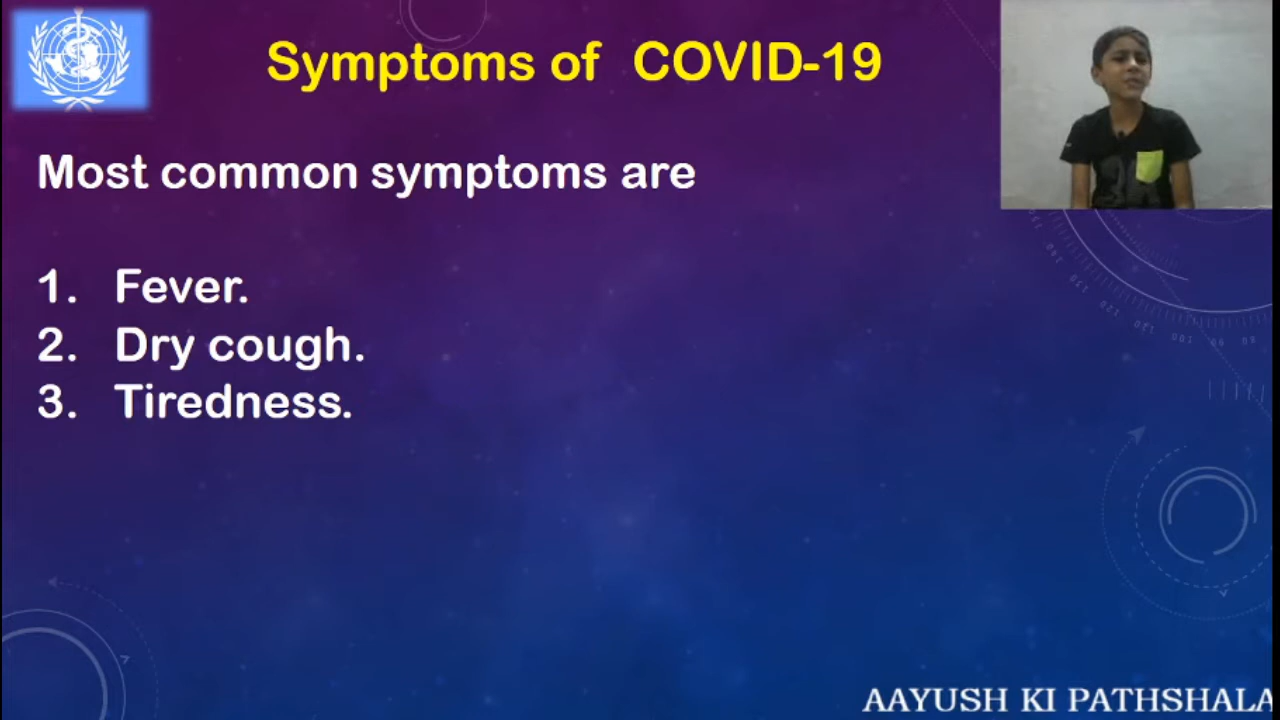 Symptoms of COVID-19
Most common symptoms are
1. Fever.
2. Dry cough.
3. Tiredness.
AAYUSH KI PATHSHALA